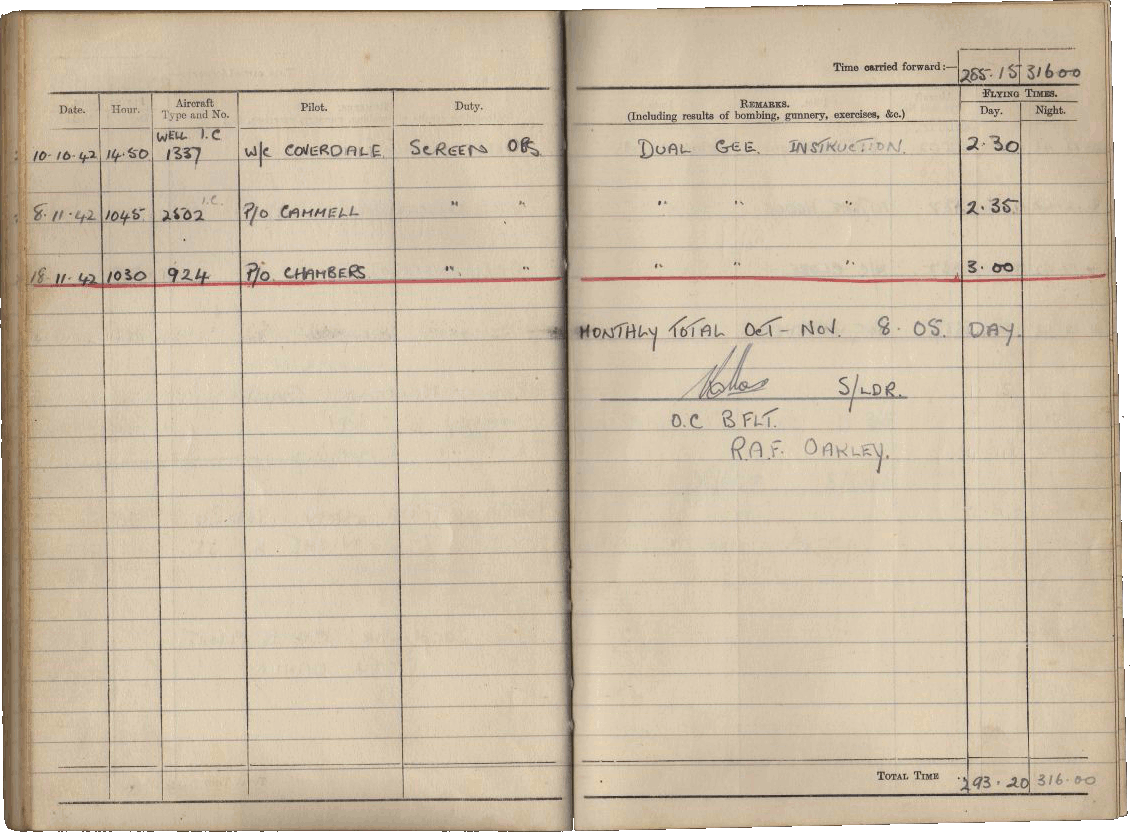 Time carried forward:— 285·15 316·00
Date. Hour. Aircraft Type and No. Pilot. Duty. REMARKS. (Including results of bombing, gunnery, exercises, &c.) FLYING TIMES. Day. Night.
WELL I.C
10·10·42 14·50 1337 W/C COVERDALE SCREEN OBS DUAL GEE INSTRUCTION. 2·30
I.C.
8·11·42 1045 2502 P/O CAMMELL " " " " " 2·35
18·11·42 1030 924 P/O CHAMBERS " " " " " 3·00
MONTHLY TOTAL OCT – NOV. 8·05. DAY.
S/LDR.
O.C B FLT.
R.A.F. OAKLEY.
TOTAL TIME 293·20 316·00